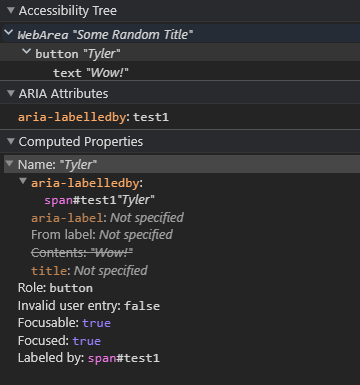 Accessibility Tree
WebArea "Some Random Title"
button "Tyler"
text "Wow!"
ARIA Attributes
aria-labelledby: test1
Computed Properties
Name: "Tyler"
aria-labelledby:
span#test1"Tyler"
aria-label: Not specified
From label: Not specified
Contents: "Wow!"
title: Not specified
Role: button
Invalid user entry: false
Focusable: true
Focused: true
Labeled by: span#test1